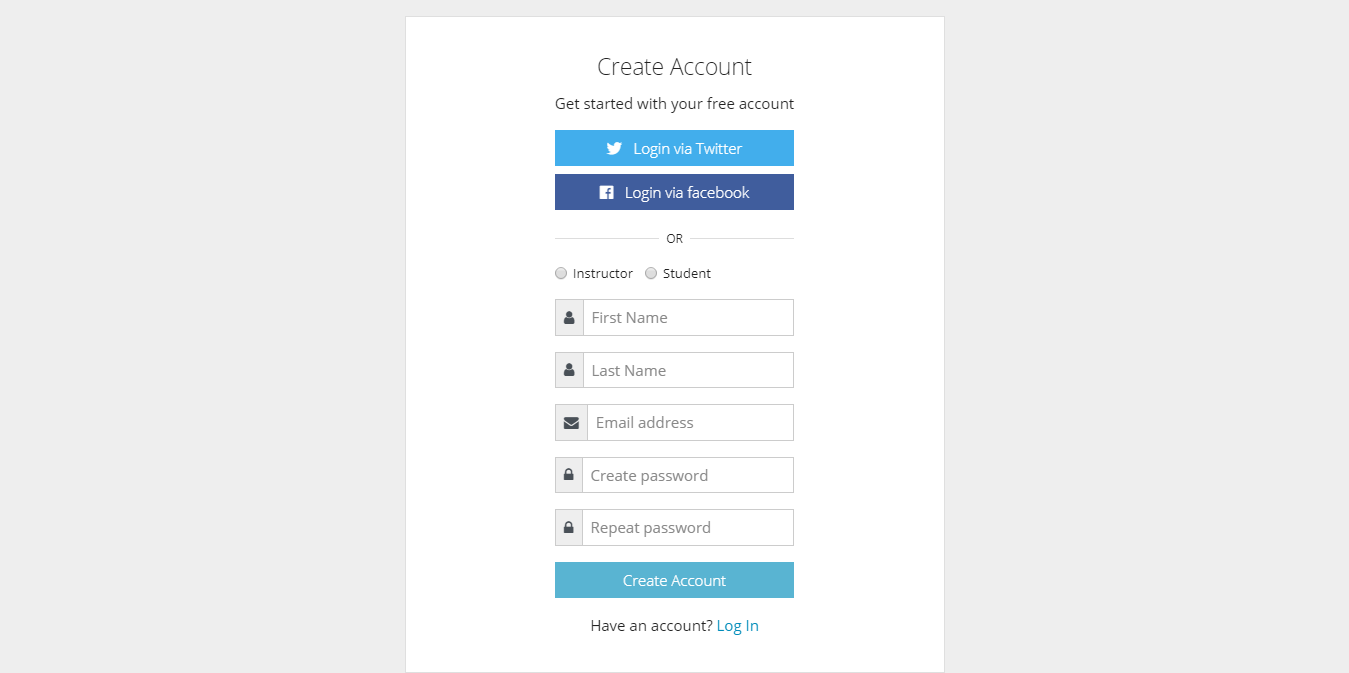 Create Account
Get started with your free account
Login via Twitter
Login via facebook
OR
Instructor Student
First Name
Last Name
Email address
Create password
Repeat password
Create Account
Have an account? Log In